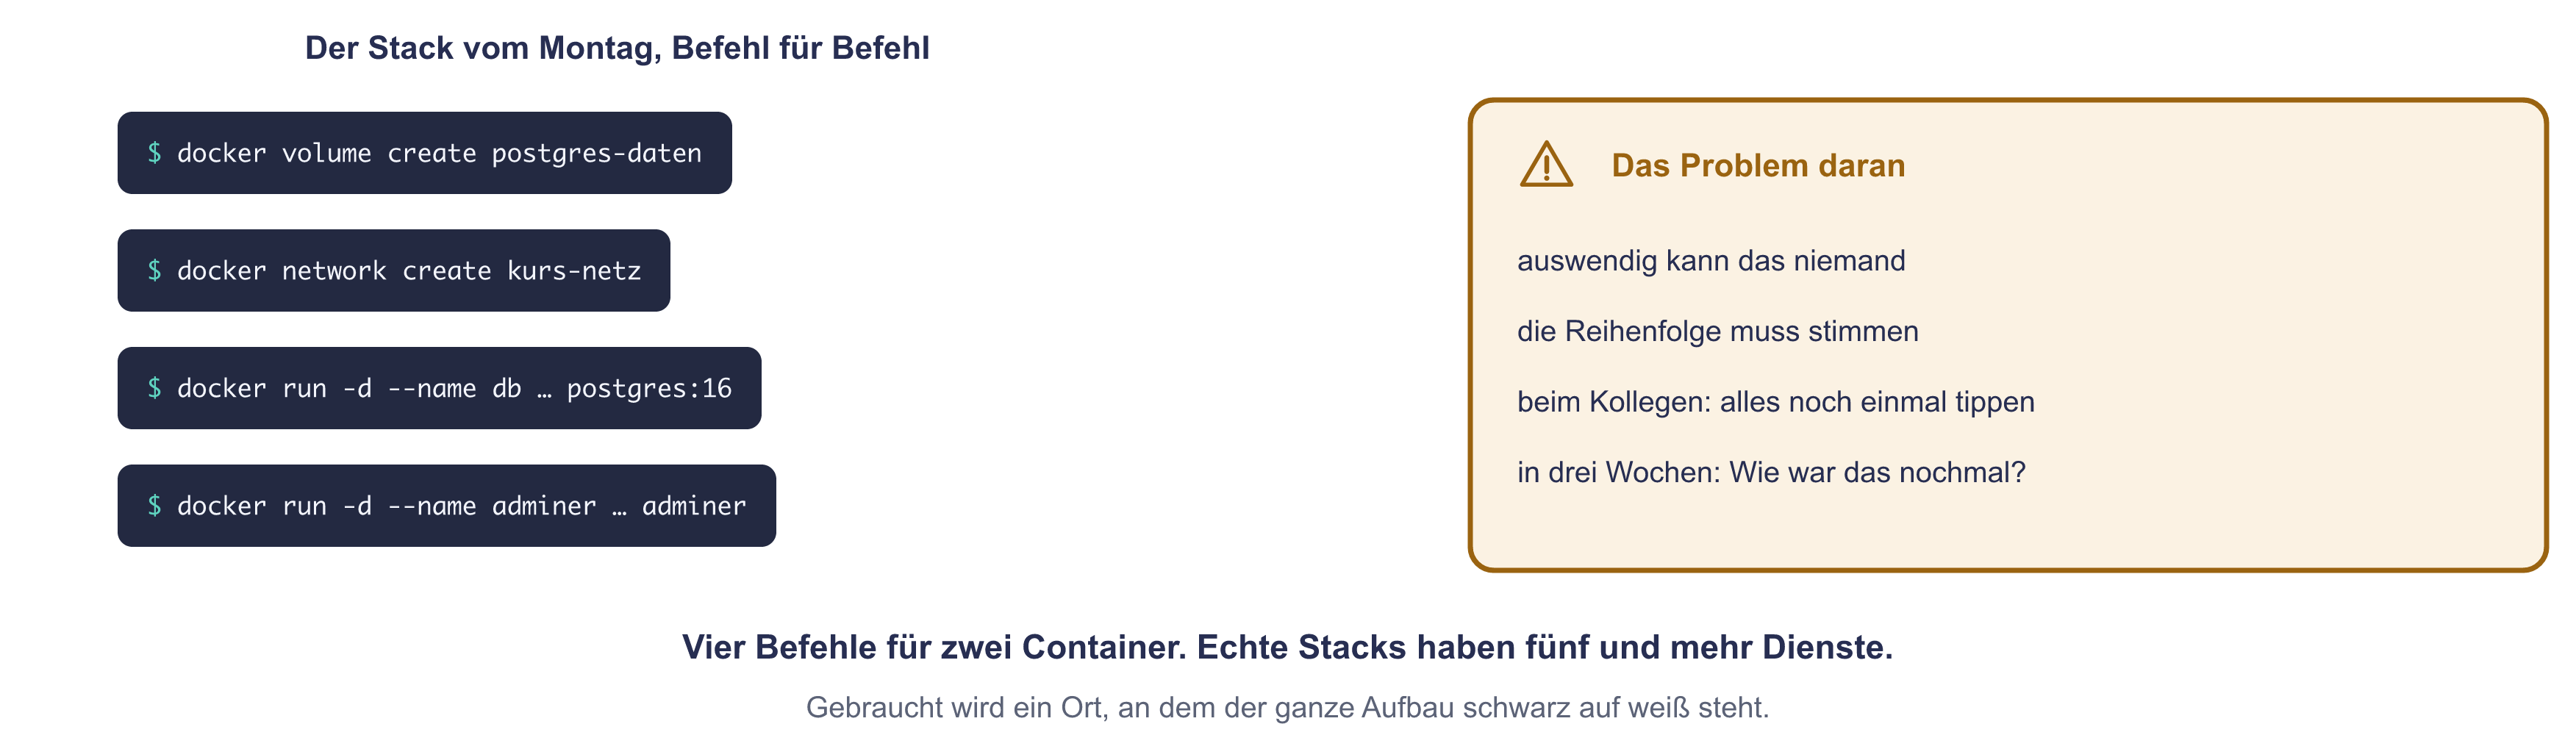 Der Stack vom Montag, Befehl für Befehl
$ docker volume create postgres-daten
$ docker network create kurs-netz
$ docker run -d --name db … postgres:16
$ docker run -d --name adminer … adminer
Das Problem daran
auswendig kann das niemand
die Reihenfolge muss stimmen
beim Kollegen: alles noch einmal tippen
in drei Wochen: Wie war das nochmal?
Vier Befehle für zwei Container. Echte Stacks haben fünf und mehr Dienste.
Gebraucht wird ein Ort, an dem der ganze Aufbau schwarz auf weiß steht.